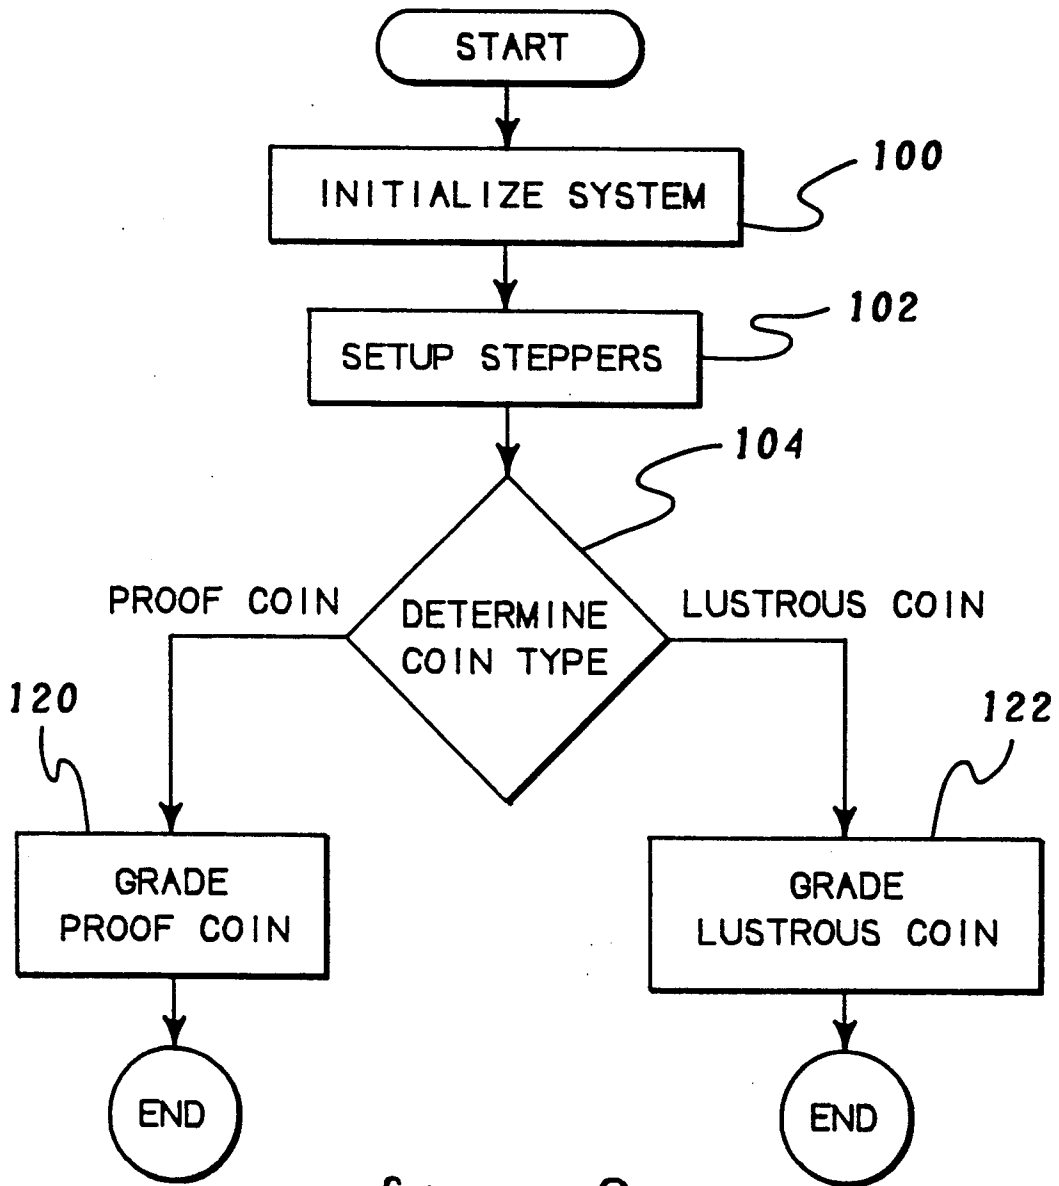 START
INITIALIZE SYSTEM
100
SETUP STEPPERS
102
104
PROOF COIN
DETERMINE
COIN TYPE
LUSTROUS COIN
120
122
GRADE
PROOF COIN
GRADE
LUSTROUS COIN
END
END